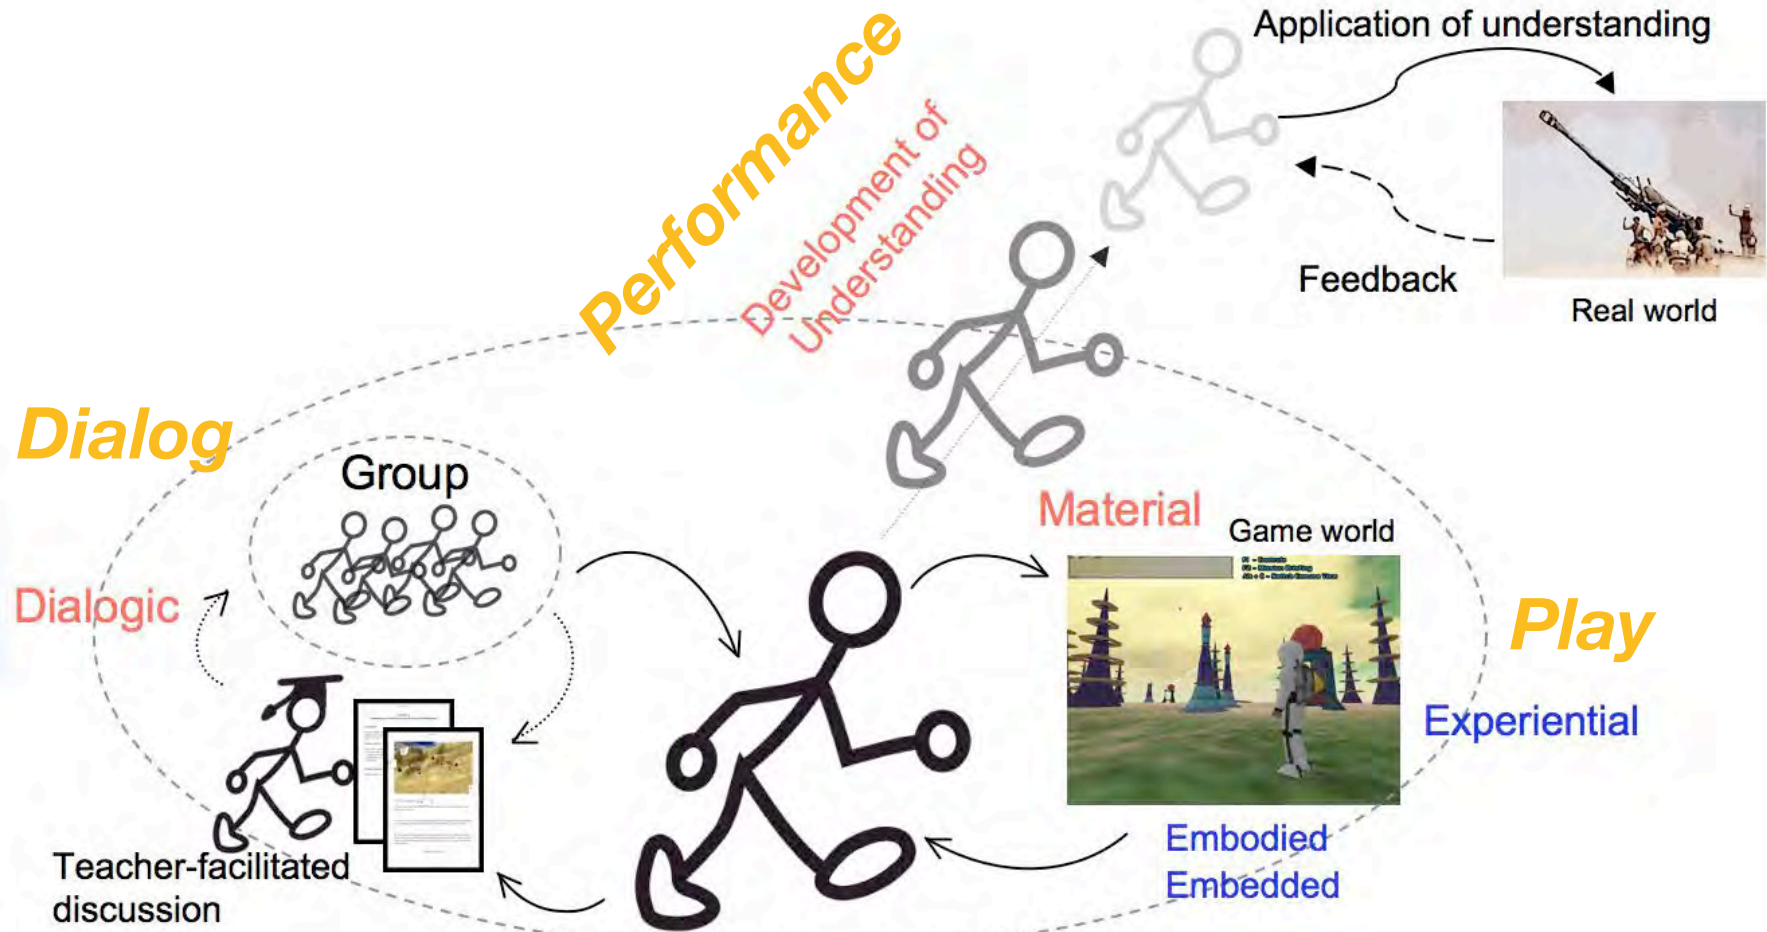 Application of understanding
Performance
Development of
Understanding
Feedback
Real world
Dialog
Group
Material
Game world
Dialogic
Play
Experiential
Embodied
Embedded
Teacher-facilitated
discussion